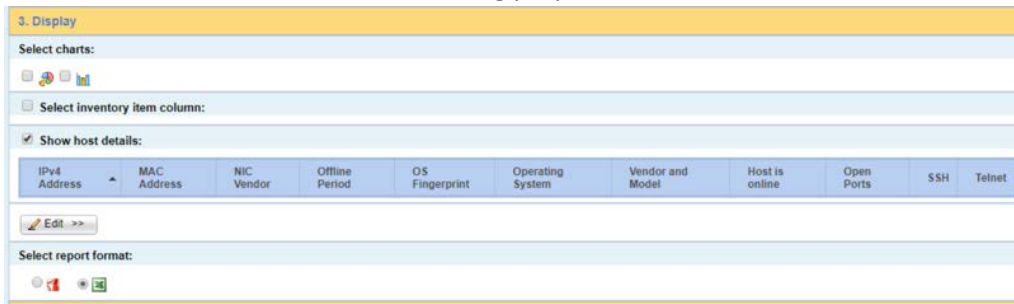 3. Display
Select charts:
Select inventory item column:
Show host details:
IPv4 Address MAC Address NIC Vendor Offline Period OS Fingerprint Operating System Vendor and Model Host is online Open Ports SSH Telnet
Edit >>
Select report format: